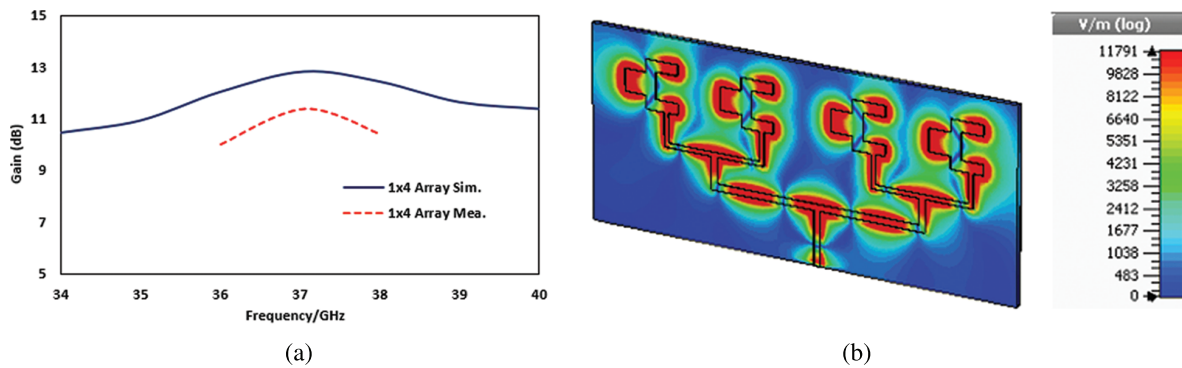 15
13
11
9
7
5
Gain (dB)
1x4 Array Sim.
1x4 Array Mea.
34 35 36 37 38 39 40
Frequency/GHz
(a)
V/m (log)
11791
9828
8122
6640
5351
4231
3258
2412
1677
1038
483
0
(b)